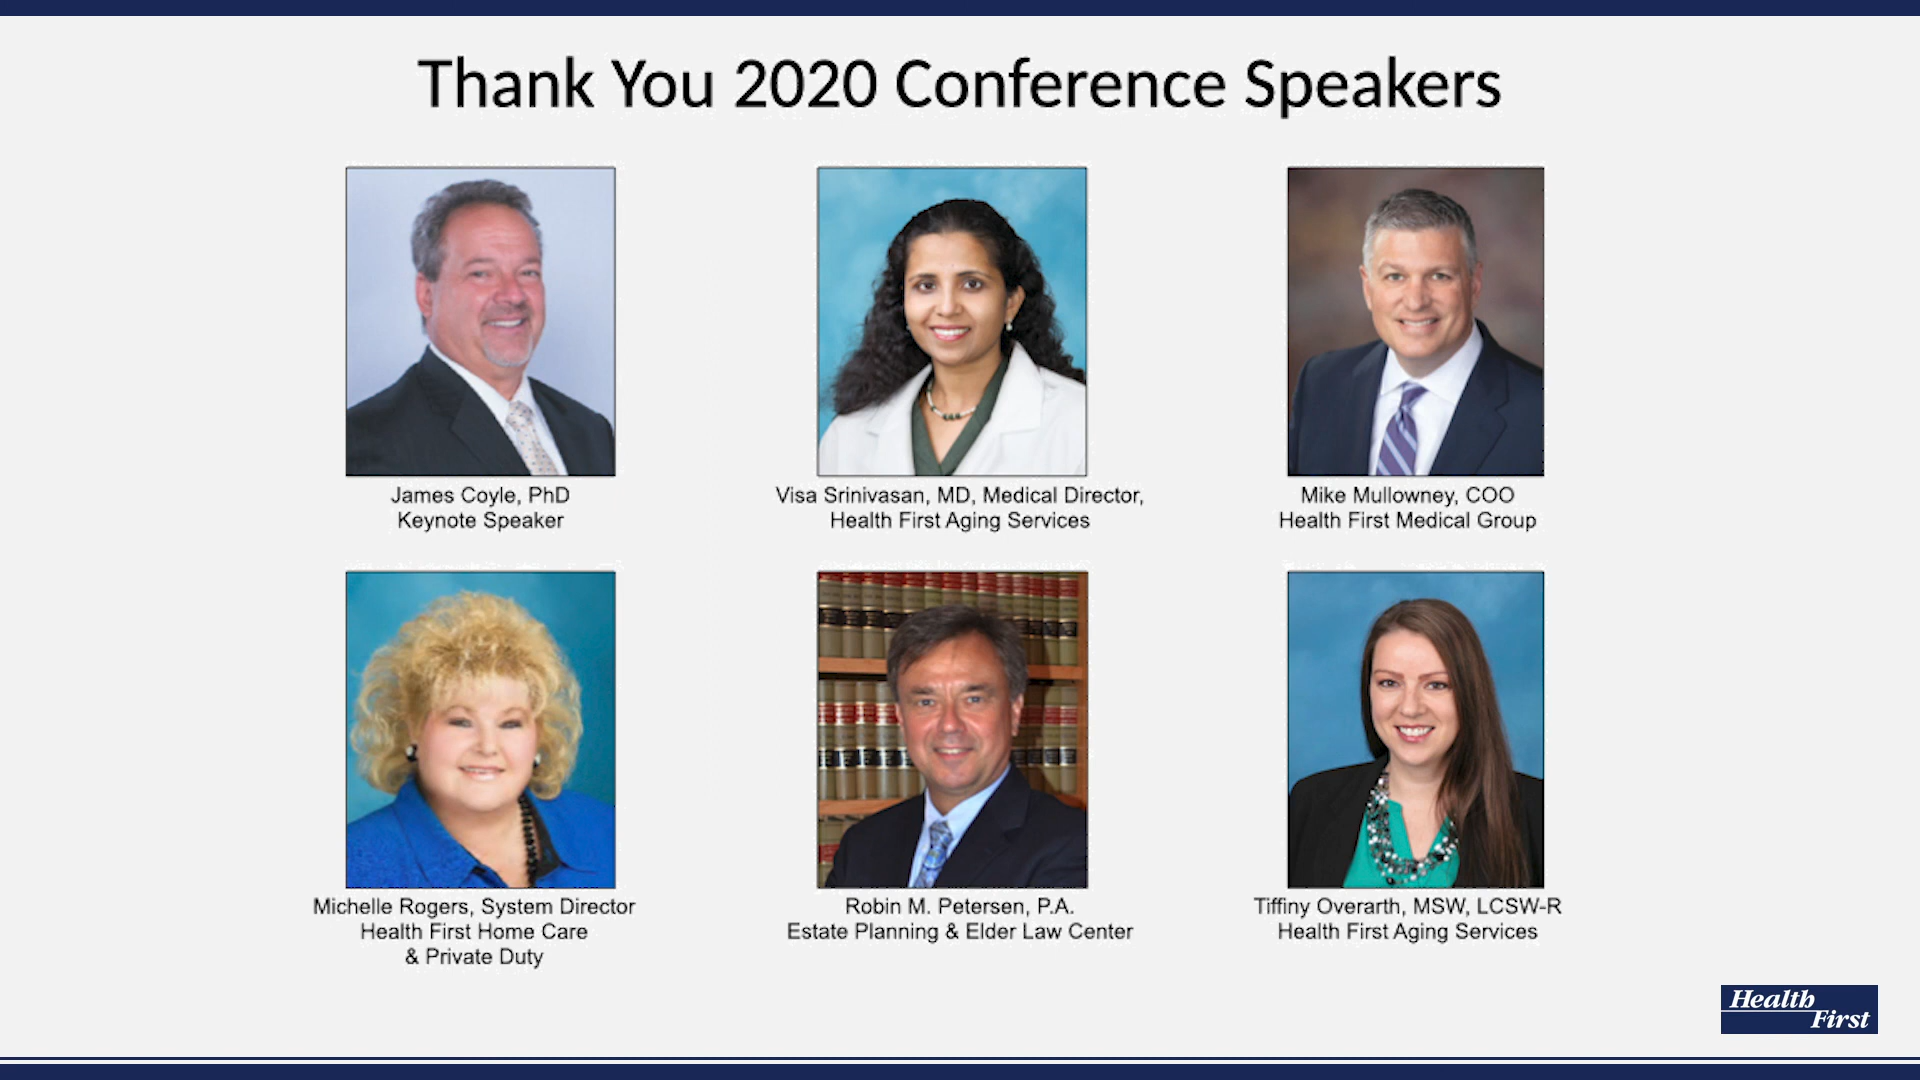 Thank You 2020 Conference Speakers
James Coyle, PhD
Keynote Speaker
Visa Srinivasan, MD, Medical Director,
Health First Aging Services
Mike Mullowney, COO
Health First Medical Group
Michelle Rogers, System Director
Health First Home Care
& Private Duty
Robin M. Petersen, P.A.
Estate Planning & Elder Law Center
Tiffiny Overarth, MSW, LCSW-R
Health First Aging Services
Health
First